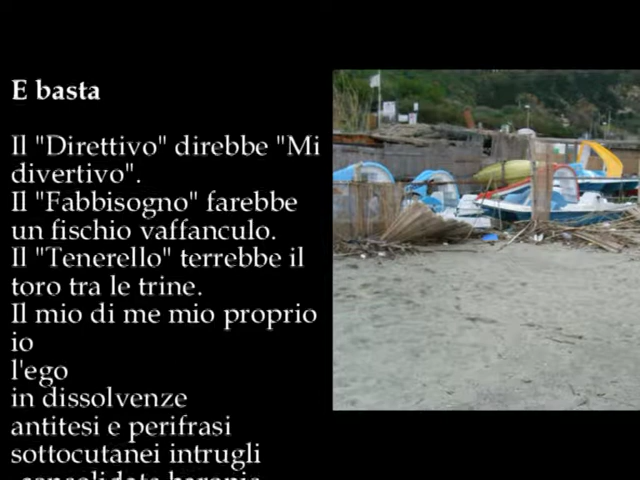 E basta
Il "Direttivo" direbbe "Mi
divertivo".
Il "Fabbisogno" farebbe
un fischio vaffanculo.
Il "Tenerello" terrebbe il
toro tra le trine.
Il mio di me mio proprio
io
l'ego
in dissolvenze
antitesi e perifrasi
sottocutanei intrugli